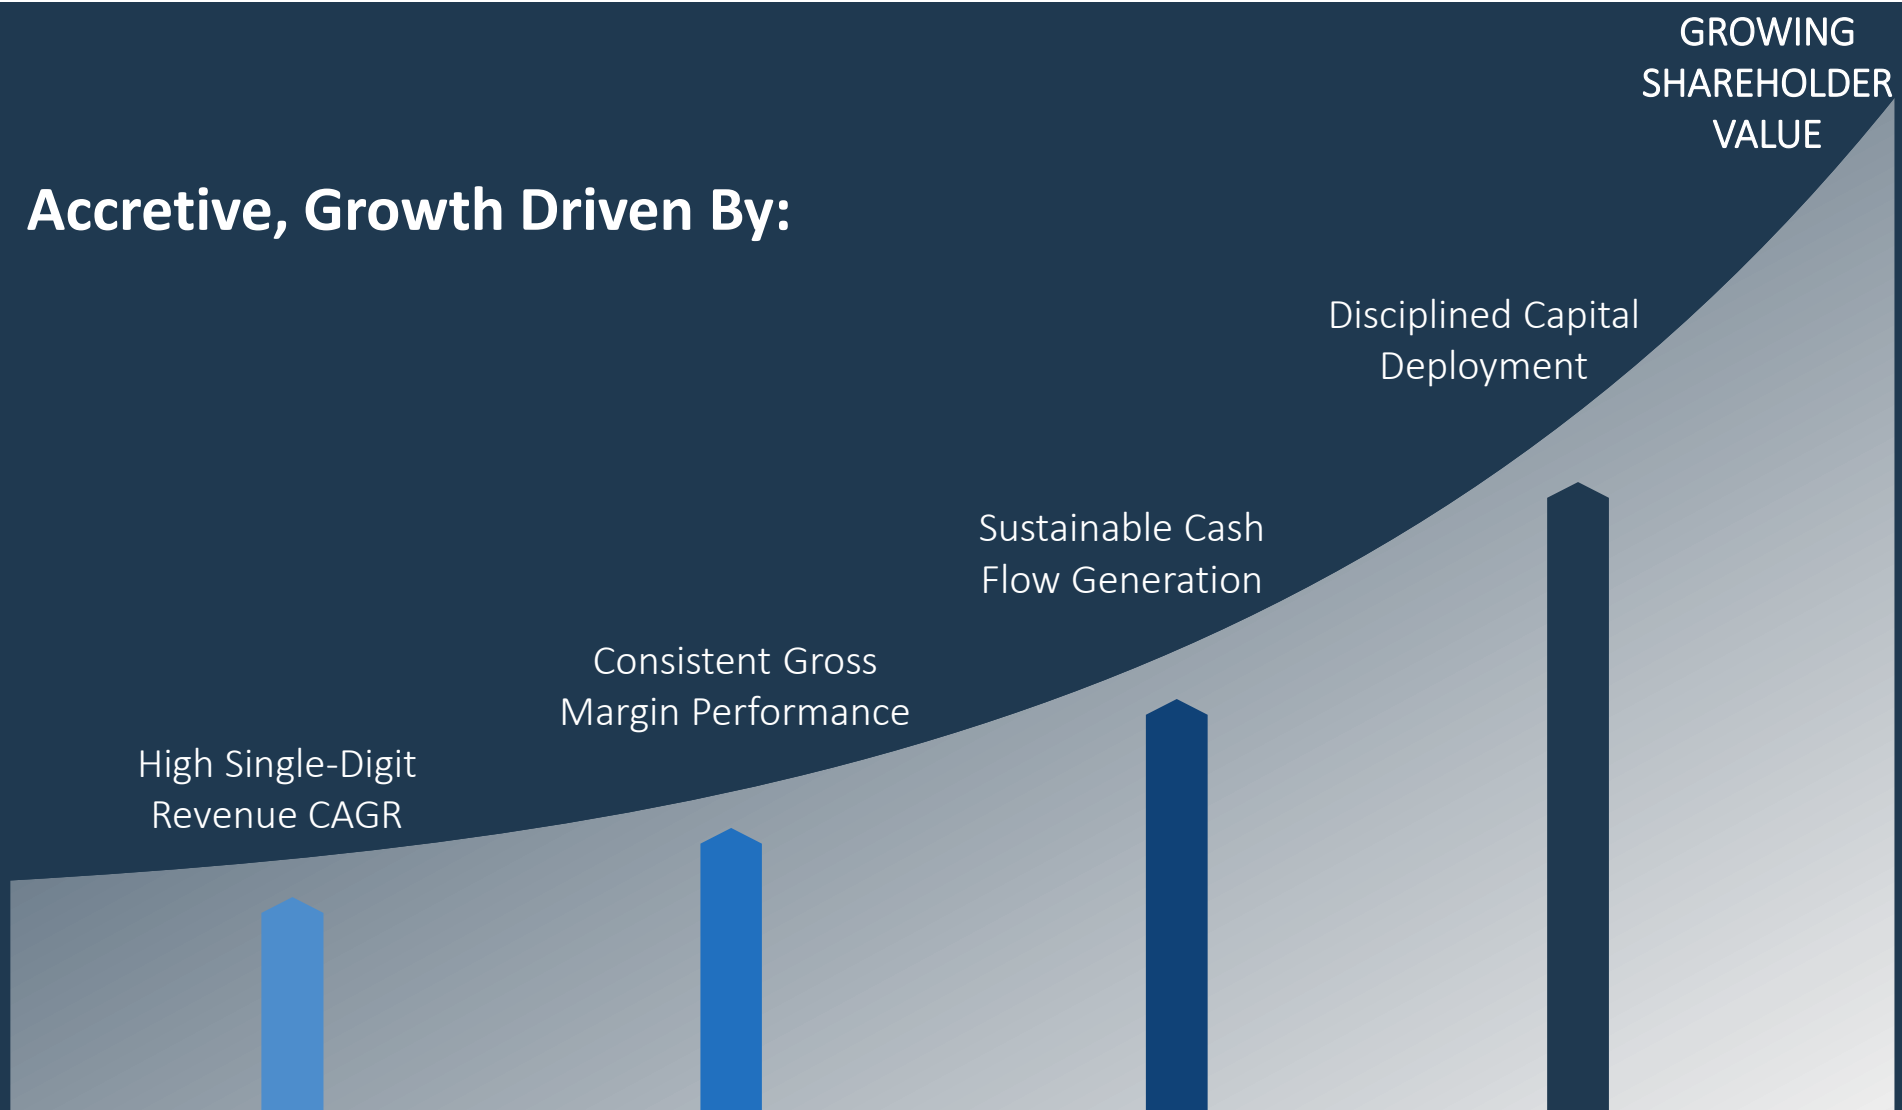 GROWING
SHAREHOLDER
VALUE
Accretive, Growth Driven By:
Disciplined Capital
Deployment
Sustainable Cash
Flow Generation
Consistent Gross
Margin Performance
High Single-Digit
Revenue CAGR